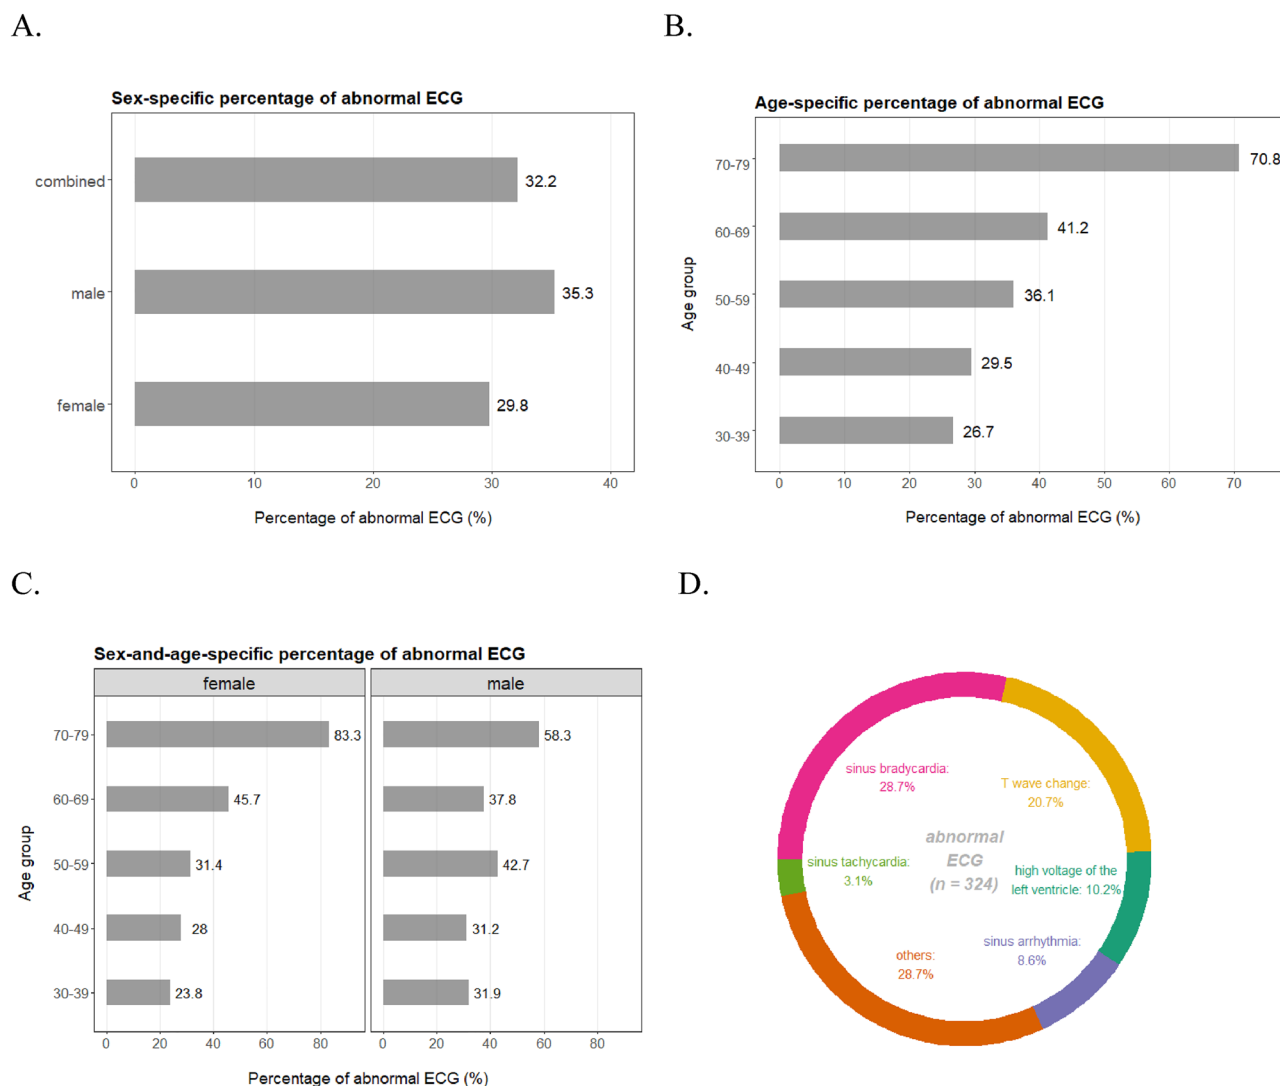 A.
Sex-specific percentage of abnormal ECG
combined 32.2
male 35.3
female 29.8
0 10 20 30 40
Percentage of abnormal ECG (%)
B.
Age-specific percentage of abnormal ECG
Age group
70-79 70.8
60-69 41.2
50-59 36.1
40-49 29.5
30-39 26.7
0 10 20 30 40 50 60 70
Percentage of abnormal ECG (%)
C.
Sex-and-age-specific percentage of abnormal ECG
female male
Age group
70-79 83.3 58.3
60-69 45.7 37.8
50-59 31.4 42.7
40-49 28 31.2
30-39 23.8 31.9
0 20 40 60 80 0 20 40 60 80
Percentage of abnormal ECG (%)
D.
sinus bradycardia:
28.7%
T wave change:
20.7%
abnormal
ECG
(n = 324)
sinus tachycardia:
3.1%
high voltage of the
left ventricle: 10.2%
others:
28.7%
sinus arrhythmia:
8.6%